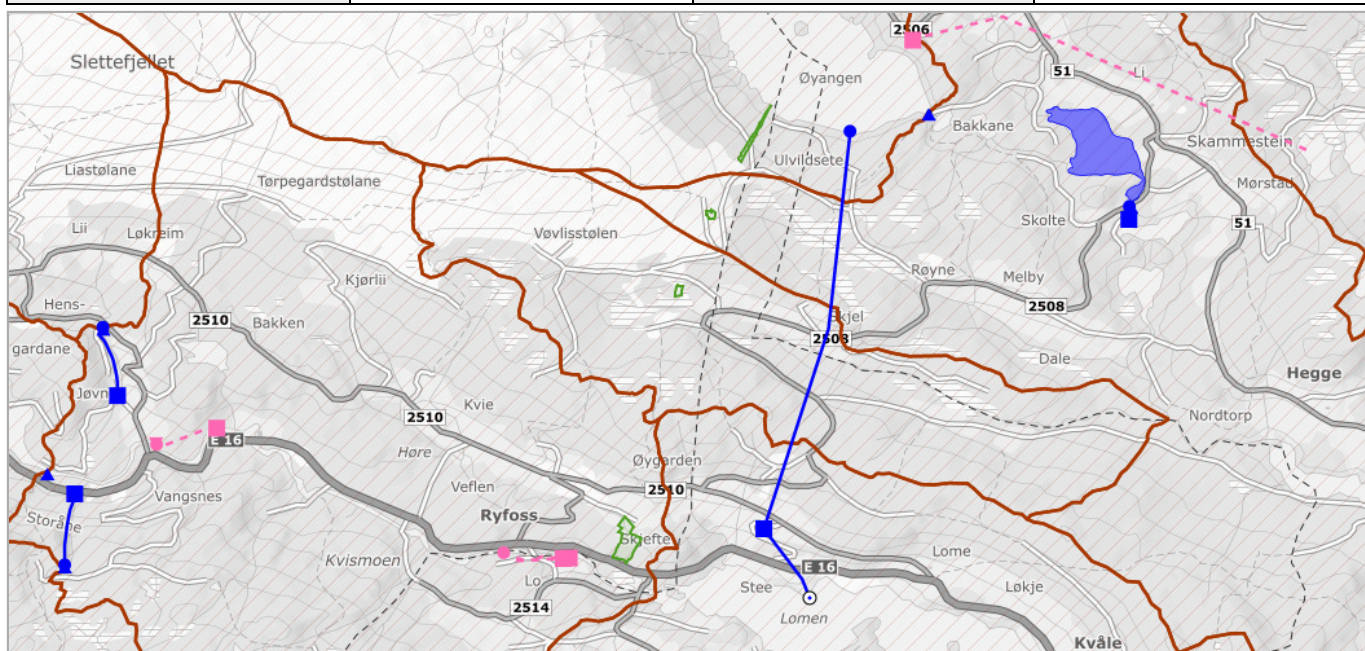 2506
Slettefjellet
51
Li
Øyangen
Bakkane
Skammestein
Ulvildsete
Liastølane
Tørpegardstølane
Mørstad
Skolte
51
Lii
Løkreim
Vøvlisstølen
Røyne
Melby
Kjørlii
Hens-
gardane
2508
Skjel
2510
Bakken
2508
Dale
Hegge
Jøvn
Kvie
2510
Nordtorp
E 16
Høre
Øygarden
Veflen
2510
Vangsnes
Ryfoss
Storåne
Skjefte
Kvismoen
Lome
E 16
Lo
Stee
Løkje
2514
Lomen
Kvåle